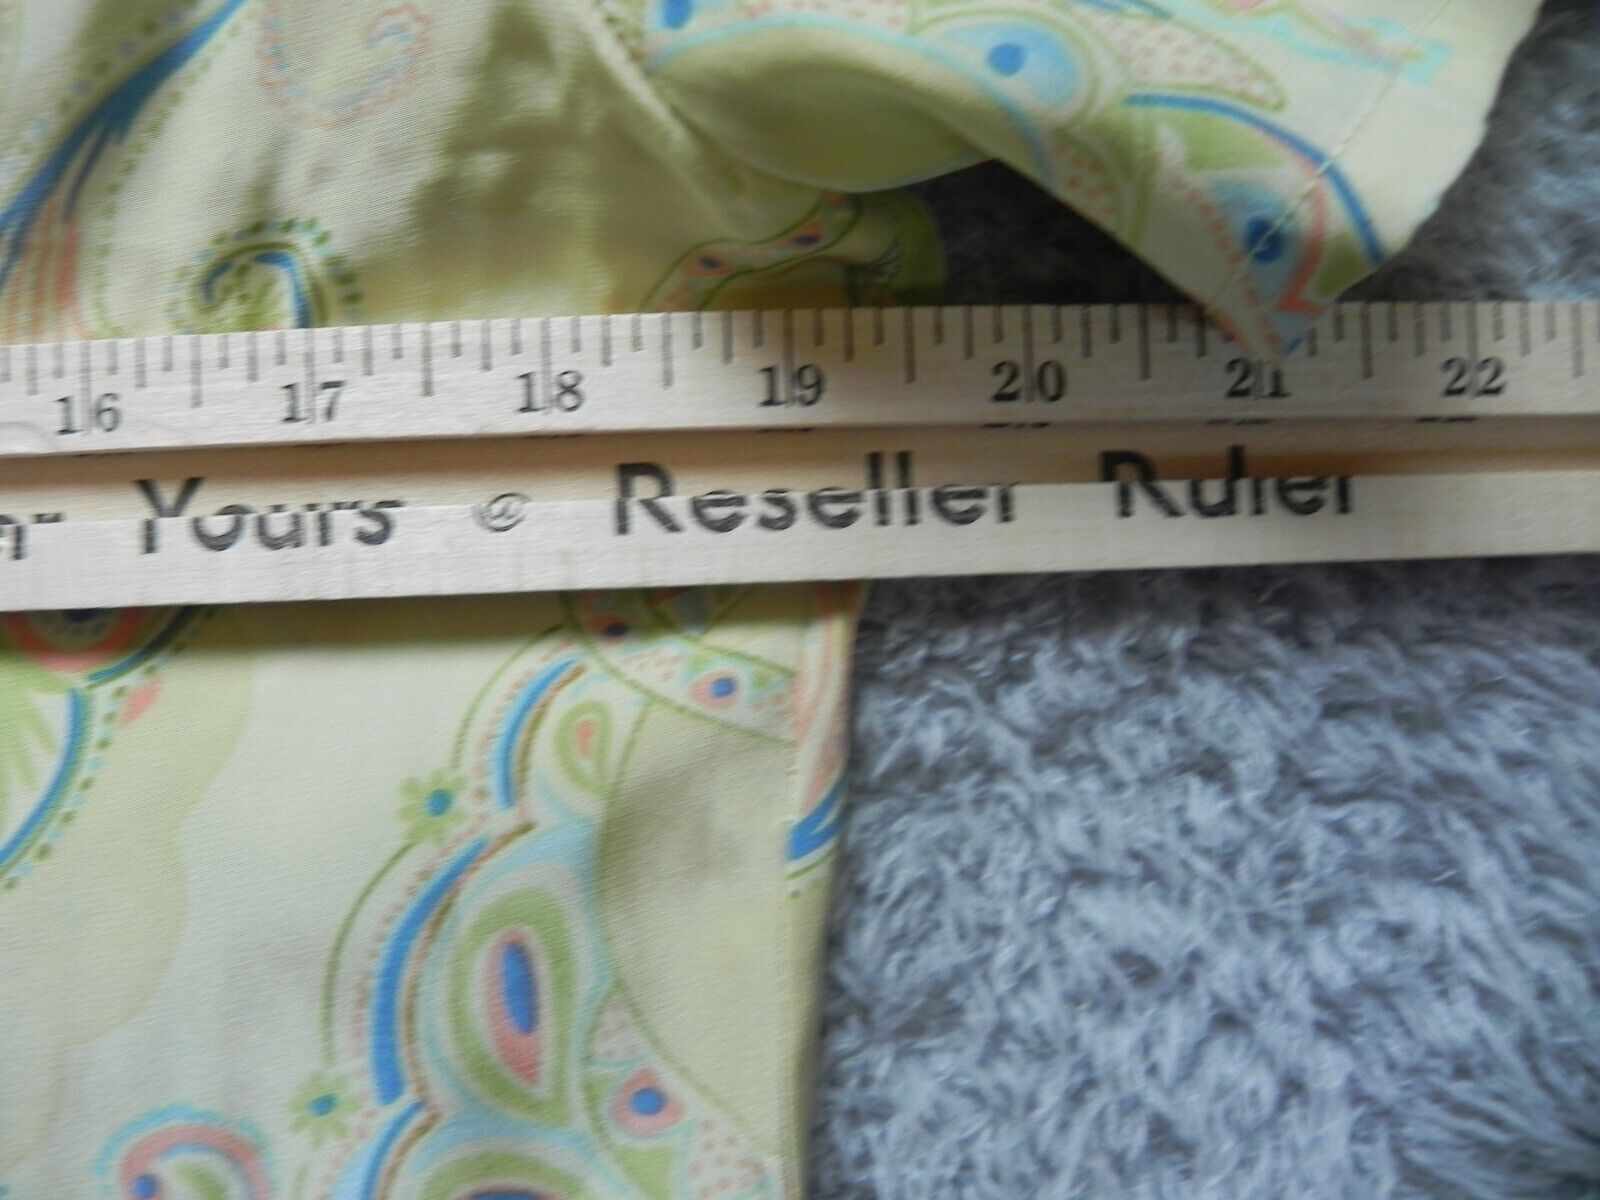 16 17 18 19 20 21 22
Yours @ Reseller Ruler